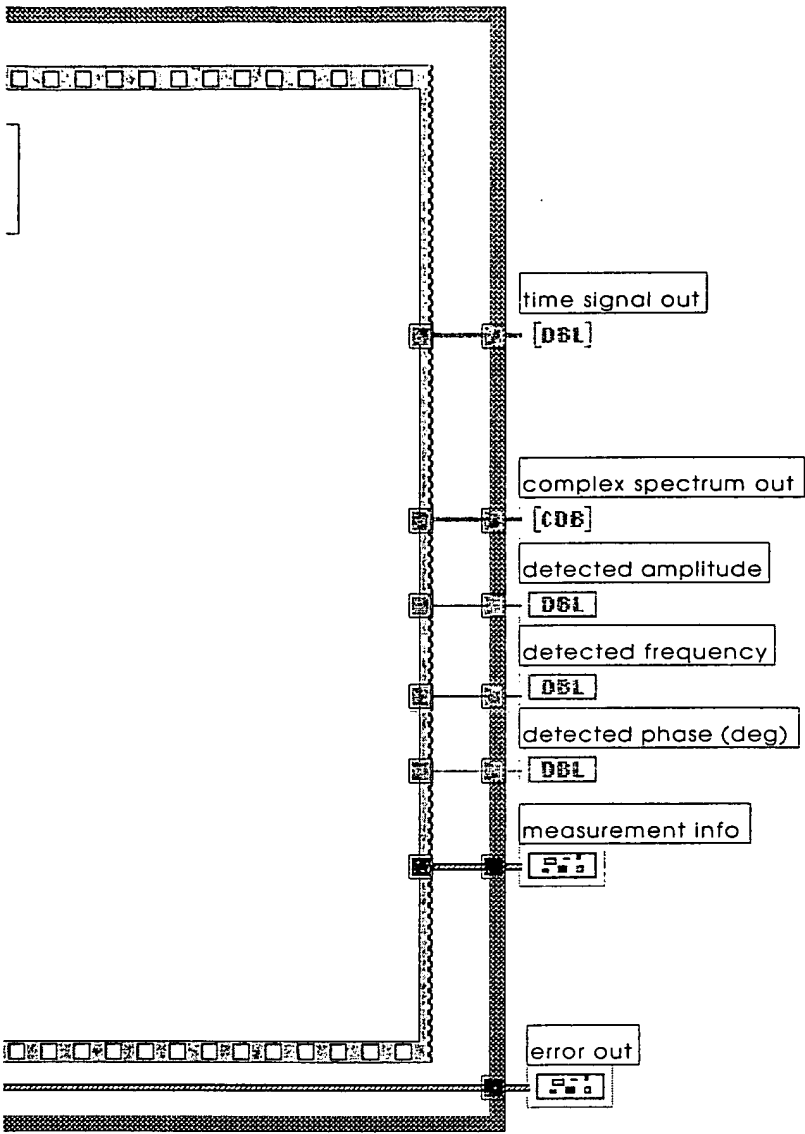 time signal out
[DBL]
complex spectrum out
[CDB]
detected amplitude
DBL
detected frequency
DBL
detected phase (deg)
DBL
measurement info
error out